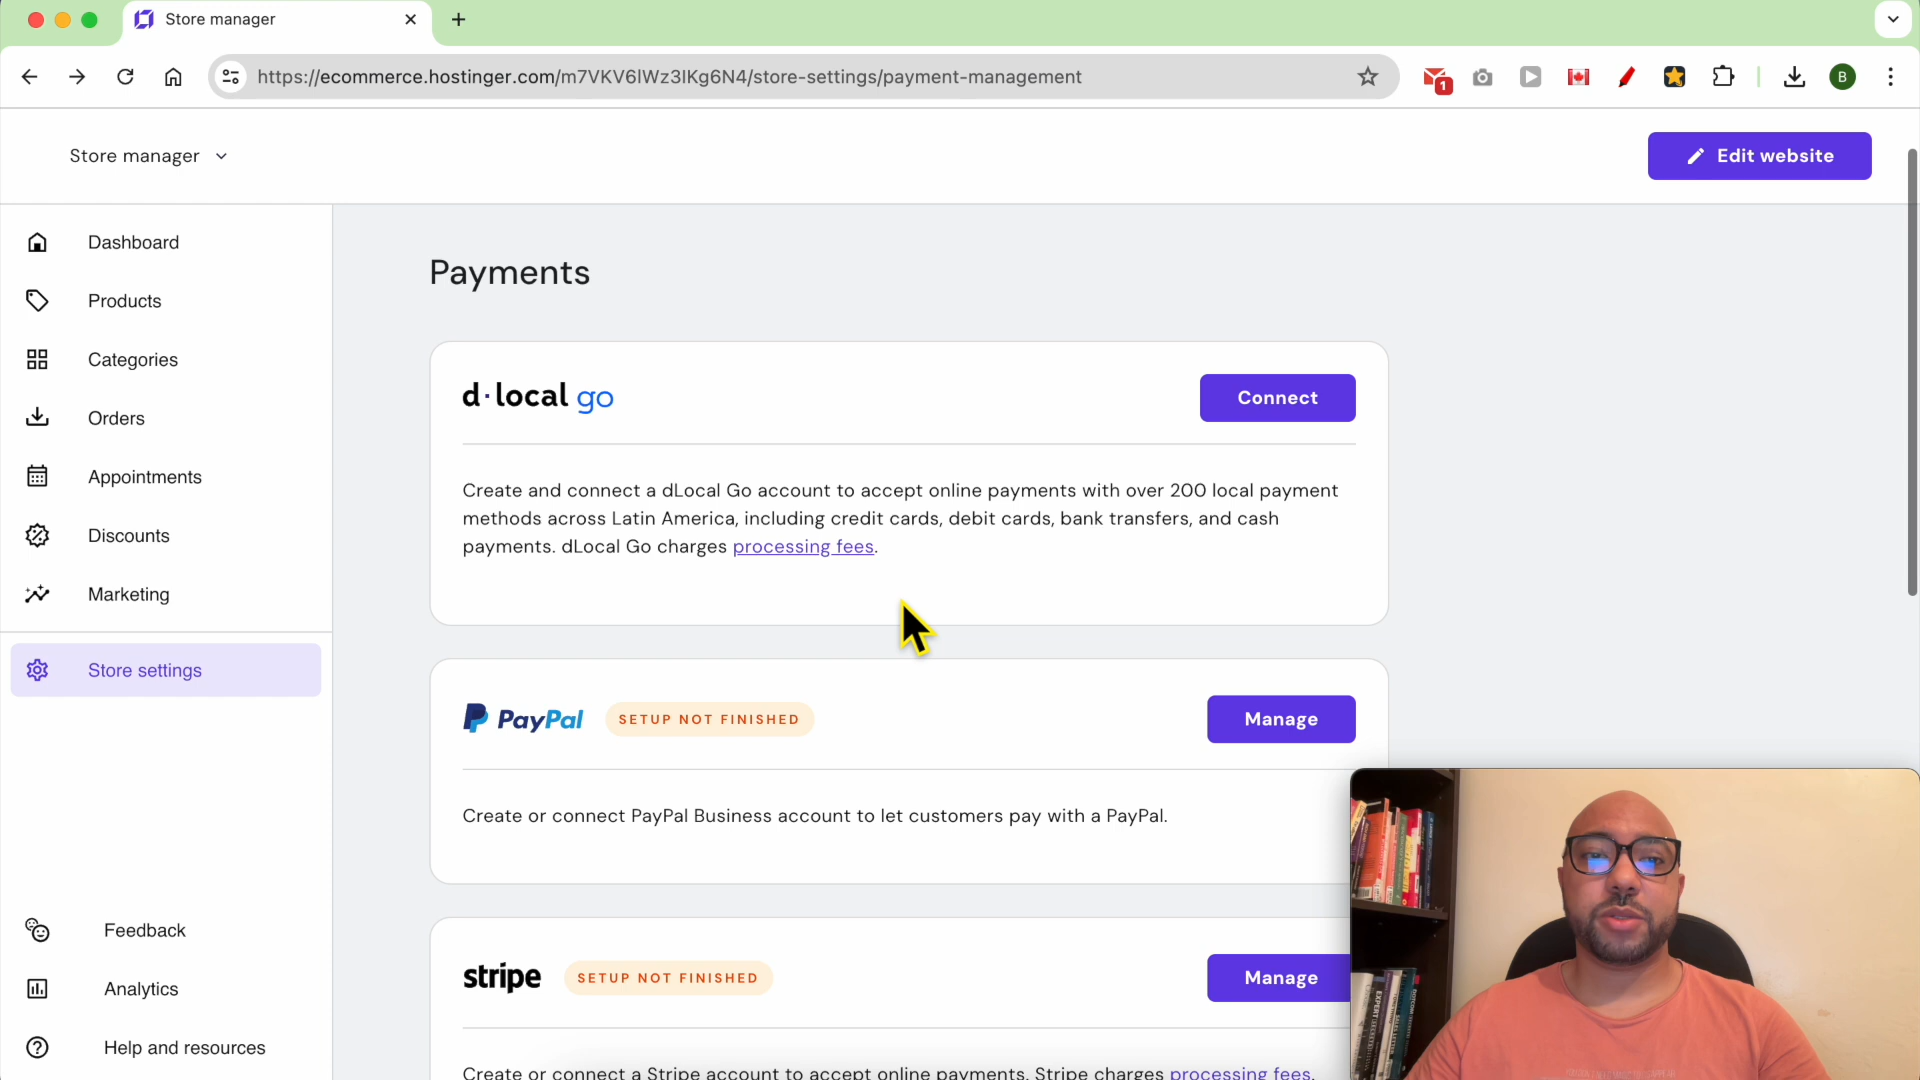 Store manager
https://ecommerce.hostinger.com/m7VKV6lWz3IKg6N4/store-settings/payment-management
1
B
Store manager
Edit website
Dashboard
Products
Categories
Orders
Appointments
Discounts
Marketing
Store settings
Feedback
Analytics
Help and resources
Payments
d·local go
Connect
Create and connect a dLocal Go account to accept online payments with over 200 local payment
methods across Latin America, including credit cards, debit cards, bank transfers, and cash
payments. dLocal Go charges processing fees.
PayPal
SETUP NOT FINISHED
Manage
Create or connect PayPal Business account to let customers pay with a PayPal.
stripe
SETUP NOT FINISHED
Manage
Create or connect a Stripe account to accept online payments. Stripe charges processing fees.